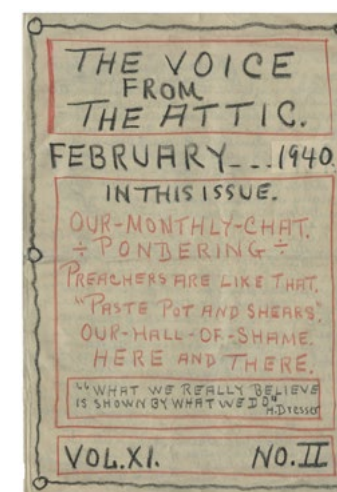 THE VOICE
FROM
THE ATTIC.
FEBRUARY___1940.
IN THIS ISSUE.
OUR-MONTHLY-CHAT.
÷ PONDERING ÷
PREACHERS ARE LIKE THAT.
"PASTE POT AND SHEARS".
OUR-HALL-OF-SHAME.
HERE AND THERE.
"WHAT WE REALLY BELIEVE
IS SHOWN BY WHAT WE DO"
H.Dresser
VOL.XI. NO.II